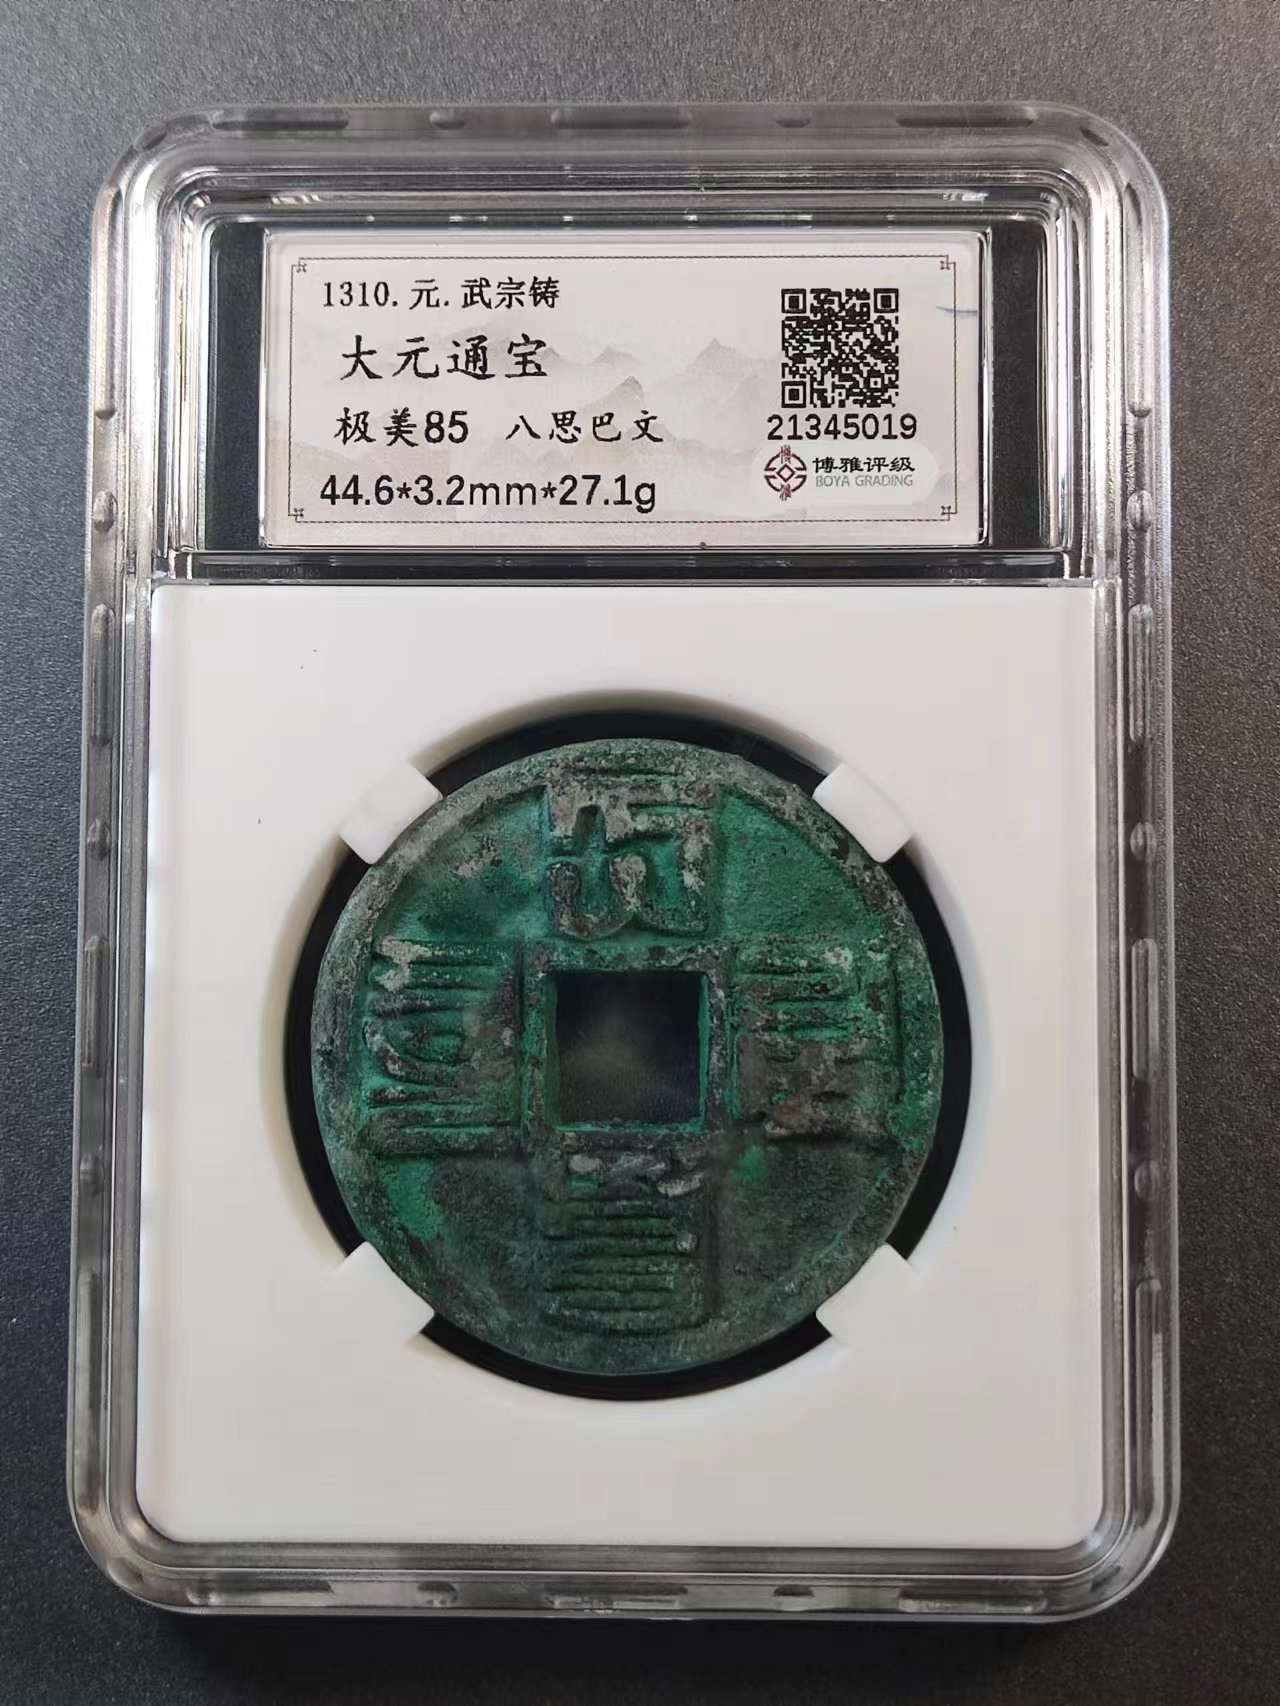 1310.元.武宗铸
大元通宝
极美85 八思巴文
44.6*3.2mm*27.1g
21345019
博雅评级
BOYA GRADING